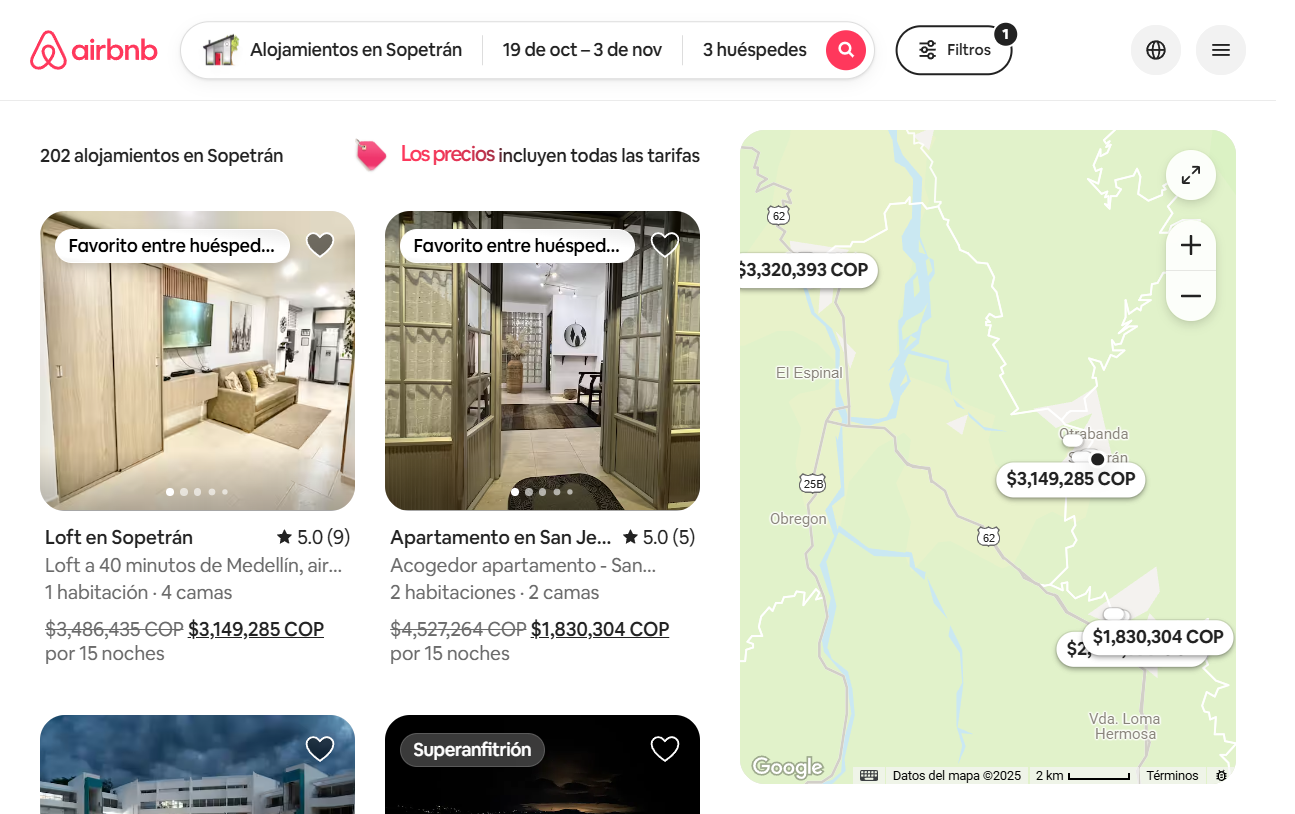 airbnb
Alojamientos en Sopetrán
19 de oct – 3 de nov
3 huéspedes
Filtros
1
202 alojamientos en Sopetrán
Los precios incluyen todas las tarifas
Favorito entre huésped...
Favorito entre huésped...
Loft en Sopetrán
5.0 (9)
Loft a 40 minutos de Medellín, air...
1 habitación · 4 camas
$3,486,435 COP $3,149,285 COP
por 15 noches
Apartamento en San Je...
5.0 (5)
Acogedor apartamento - San...
2 habitaciones · 2 camas
$4,527,264 COP $1,830,304 COP
por 15 noches
Superanfitrión
62
$3,320,393 COP
El Espinal
Otrabanda
$3,149,285 COP
25B
Obregon
62
$1,830,304 COP
$2,
Vda. Loma
Hermosa
Google
Datos del mapa ©2025
2 km
Términos